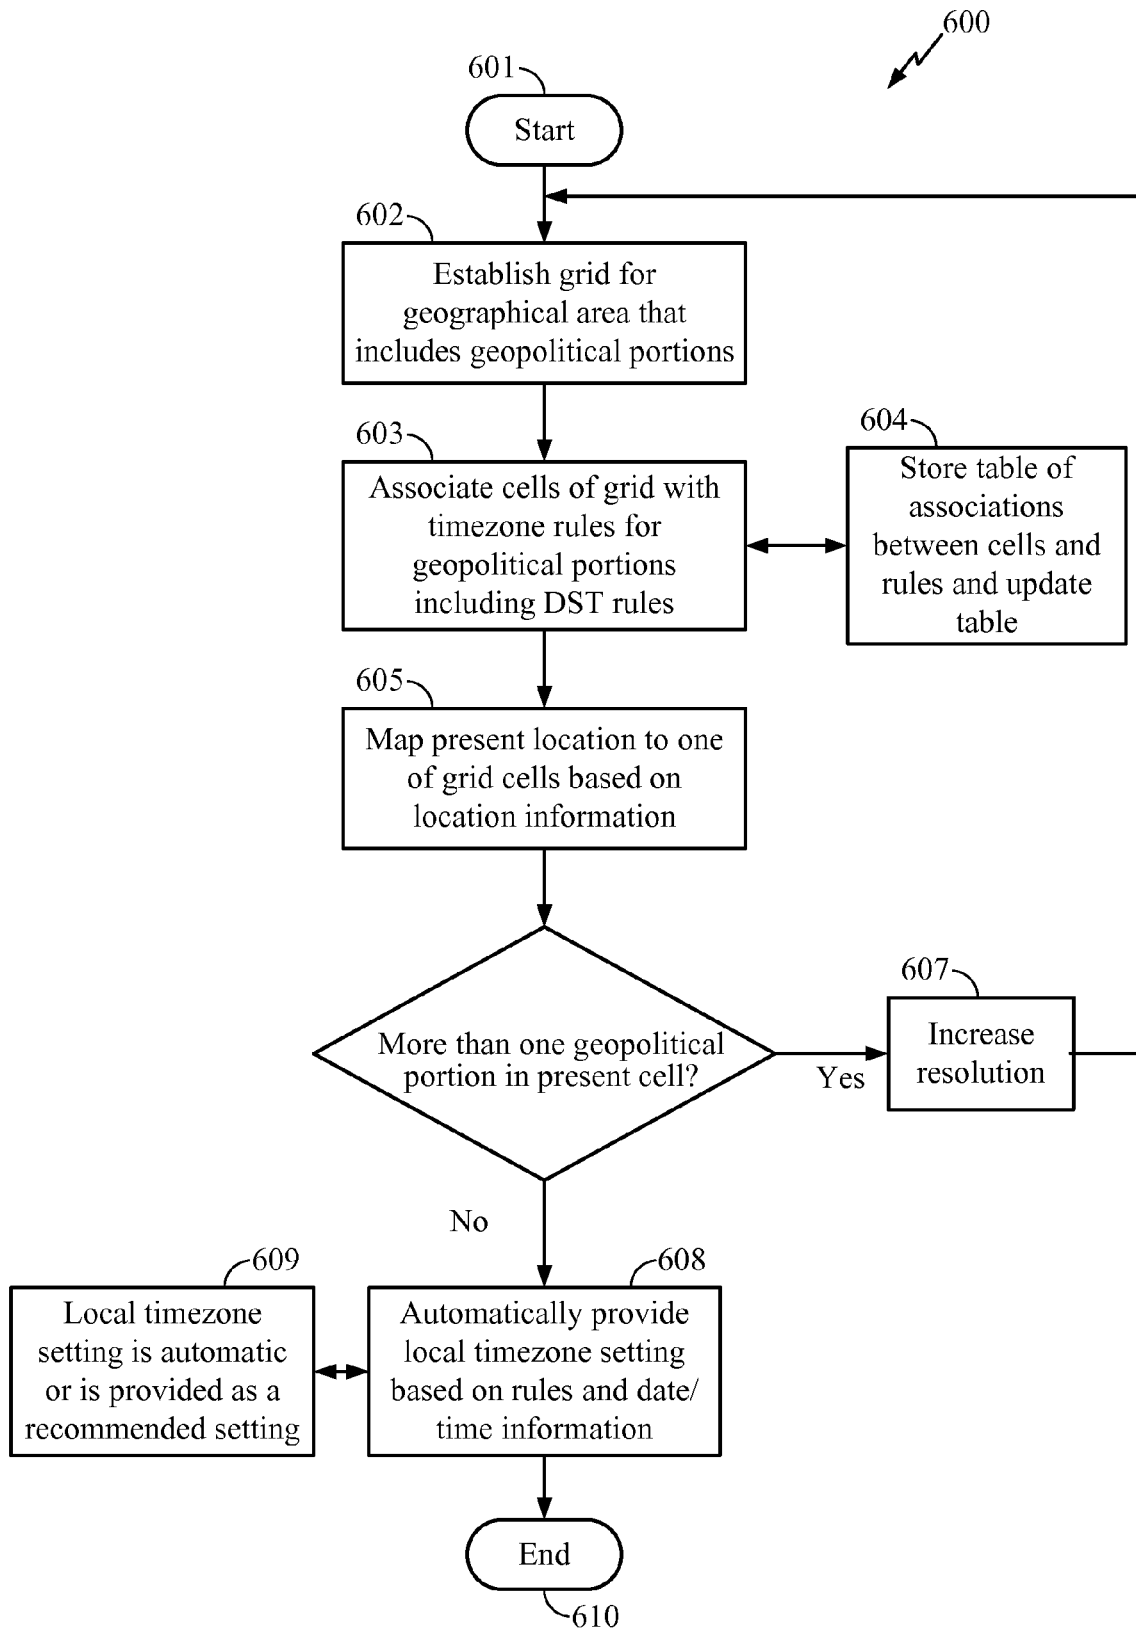 600
601
Start
602
Establish grid for
geographical area that
includes geopolitical portions
603
Associate cells of grid with
timezone rules for
geopolitical portions
including DST rules
604
Store table of
associations
between cells and
rules and update
table
605
Map present location to one
of grid cells based on
location information
More than one geopolitical
portion in present cell?
Yes
607
Increase
resolution
No
609
Local timezone
setting is automatic
or is provided as a
recommended setting
608
Automatically provide
local timezone setting
based on rules and date/
time information
End
610